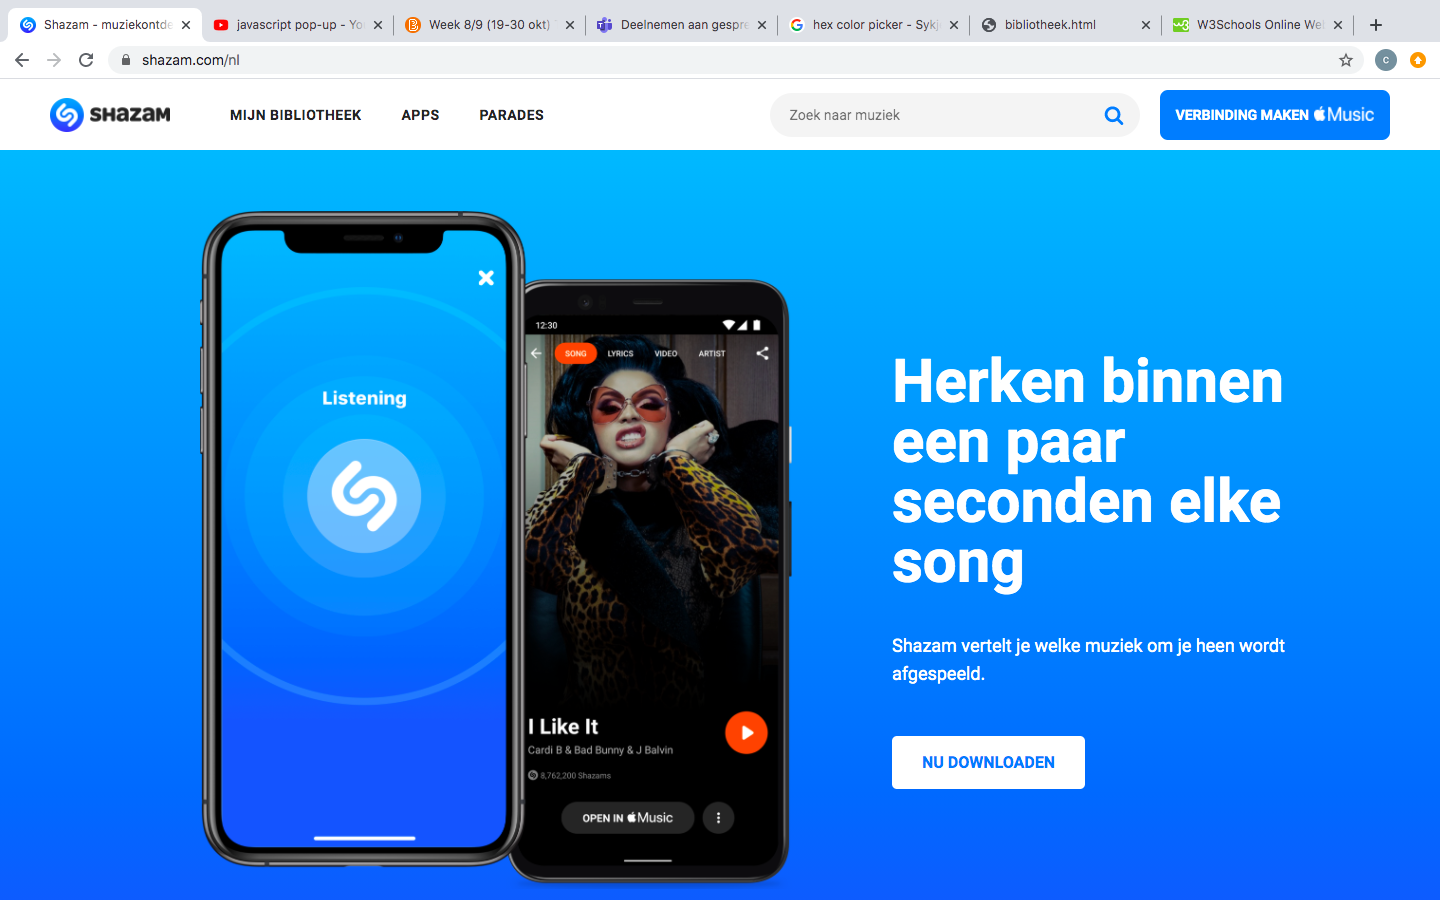 Shazam - muziekontde
javascript pop-up - Yo
Week 8/9 (19-30 okt)
Deelnemen aan gespre
hex color picker - Sykj
bibliotheek.html
W3Schools Online Web
shazam.com/nl
C
SHAZAM
MIJN BIBLIOTHEEK
APPS
PARADES
Zoek naar muziek
VERBINDING MAKEN Music
Listening
12:30
SONG
LYRICS
VIDEO
ARTIST
I Like It
Cardi B & Bad Bunny & J Balvin
8,762,200 Shazams
OPEN IN Music
Herken binnen
een paar
seconden elke
song
Shazam vertelt je welke muziek om je heen wordt
afgespeeld.
NU DOWNLOADEN